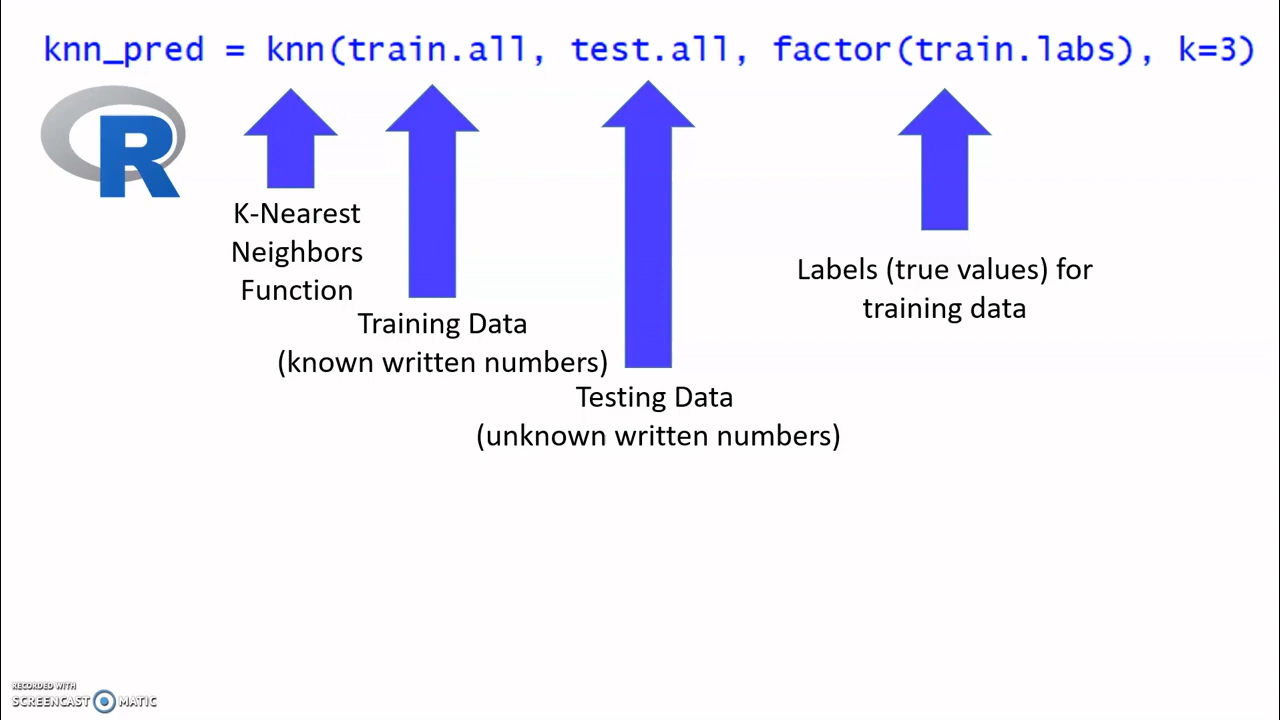 knn_pred = knn(train.all, test.all, factor(train.labs), k=3)
R
K-Nearest
Neighbors
Function
Training Data
(known written numbers)
Testing Data
(unknown written numbers)
Labels (true values) for
training data
RECORDED WITH
SCREENCAST MATIC